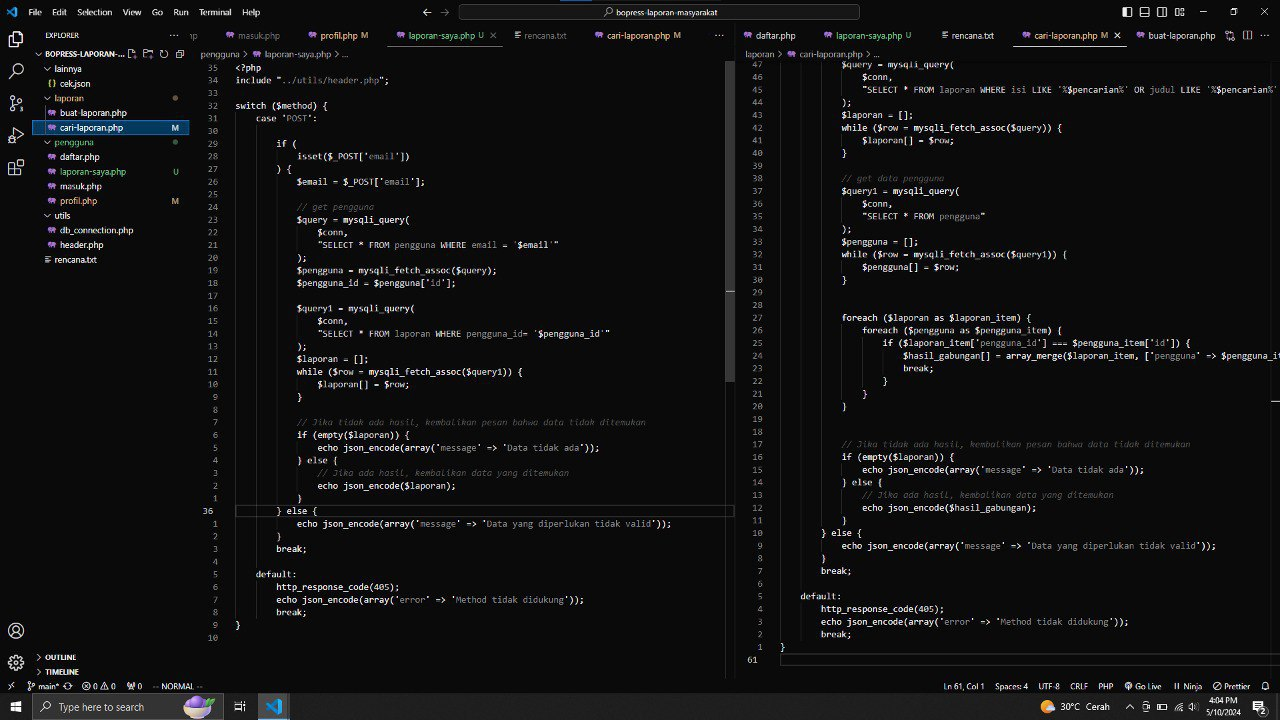 File Edit Selection View Go Run Terminal Help
bopress-laporan-masyarakat
EXPLORER
BOPRESS-LAPORAN-...
lainnya
cek.json
laporan
buat-laporan.php
cari-laporan.php M
pengguna
daftar.php
laporan-saya.php U
masuk.php
profil.php M
utils
db_connection.php
header.php
rencana.txt
OUTLINE
TIMELINE
masuk.php profil.php M laporan-saya.php U rencana.txt cari-laporan.php M
pengguna > laporan-saya.php > ...
35 <?php
34 include "../utils/header.php";
33
32 switch ($method) {
31 case 'POST':
30
29 if (
28 isset($_POST['email'])
27 ) {
26 $email = $_POST['email'];
25
24 // get pengguna
23 $query = mysqli_query(
22 $conn,
21 "SELECT * FROM pengguna WHERE email = '$email'"
20 );
19 $pengguna = mysqli_fetch_assoc($query);
18 $pengguna_id = $pengguna['id'];
17
16 $query1 = mysqli_query(
15 $conn,
14 "SELECT * FROM laporan WHERE pengguna_id= '$pengguna_id'"
13 );
12 $laporan = [];
11 while ($row = mysqli_fetch_assoc($query1)) {
10 $laporan[] = $row;
9 }
8
7 // Jika tidak ada hasil, kembalikan pesan bahwa data tidak ditemukan
6 if (empty($laporan)) {
5 echo json_encode(array('message' => 'Data tidak ada'));
4 } else {
3 // Jika ada hasil, kembalikan data yang ditemukan
2 echo json_encode($laporan);
1 }
36 } else {
1 echo json_encode(array('message' => 'Data yang diperlukan tidak valid'));
2 }
3 break;
4
5 default:
6 http_response_code(405);
7 echo json_encode(array('error' => 'Method tidak didukung'));
8 break;
9 }
10
daftar.php laporan-saya.php U rencana.txt cari-laporan.php M buat-laporan.php
laporan > cari-laporan.php > ...
47 $query = mysqli_query(
46 $conn,
45 "SELECT * FROM laporan WHERE isi LIKE '%$pencarian%' OR judul LIKE '%$pencarian%'
44 );
43 $laporan = [];
42 while ($row = mysqli_fetch_assoc($query)) {
41 $laporan[] = $row;
40 }
39
38 // get data pengguna
37 $query1 = mysqli_query(
36 $conn,
35 "SELECT * FROM pengguna"
34 );
33 $pengguna = [];
32 while ($row = mysqli_fetch_assoc($query1)) {
31 $pengguna[] = $row;
30 }
29
28
27 foreach ($laporan as $laporan_item) {
26 foreach ($pengguna as $pengguna_item) {
25 if ($laporan_item['pengguna_id'] === $pengguna_item['id']) {
24 $hasil_gabungan[] = array_merge($laporan_item, ['pengguna' => $pengguna_it
23 break;
22 }
21 }
20 }
19
18
17 // Jika tidak ada hasil, kembalikan pesan bahwa data tidak ditemukan
16 if (empty($laporan)) {
15 echo json_encode(array('message' => 'Data tidak ada'));
14 } else {
13 // Jika ada hasil, kembalikan data yang ditemukan
12 echo json_encode($hasil_gabungan);
11 }
10 } else {
9 echo json_encode(array('message' => 'Data yang diperlukan tidak valid'));
8 }
7 break;
6
5 default:
4 http_response_code(405);
3 echo json_encode(array('error' => 'Method tidak didukung'));
2 break;
1 }
61
main* 0 0 0 -- NORMAL -- Ln 61, Col 1 Spaces: 4 UTF-8 CRLF PHP Go Live Ninja Prettier
Type here to search 30°C Cerah 4:04 PM
5/10/2024 2